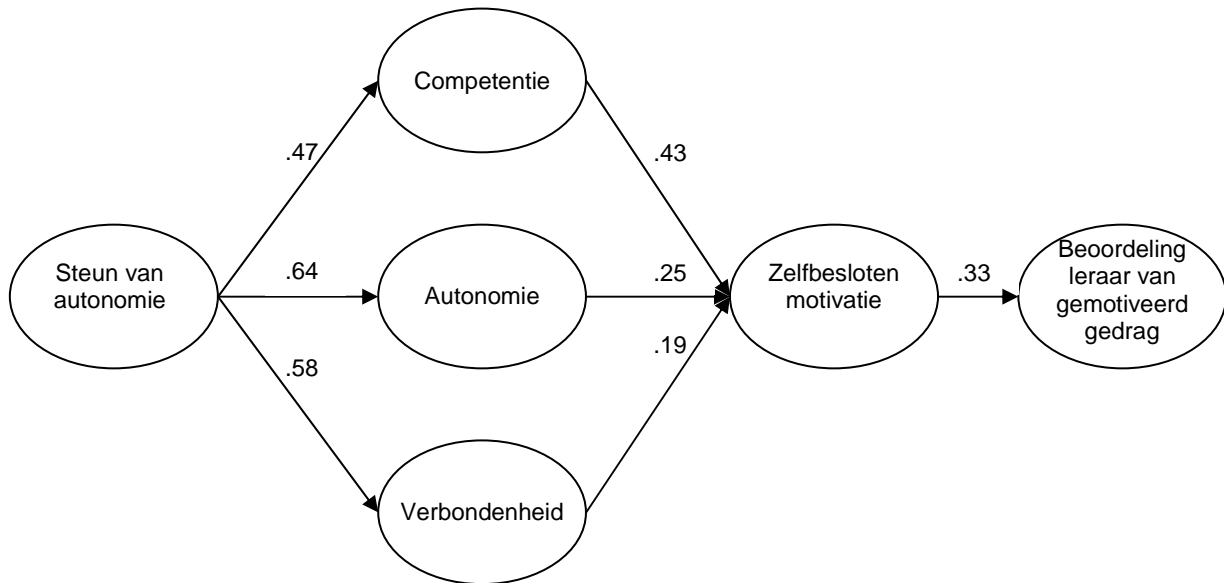 Competentie
.47
.43
Steun van
autonomie
.64
Autonomie
.25
Zelfbesloten
motivatie
.33
Beoordeling
leraar van
gemotiveerd
gedrag
.58
.19
Verbondenheid